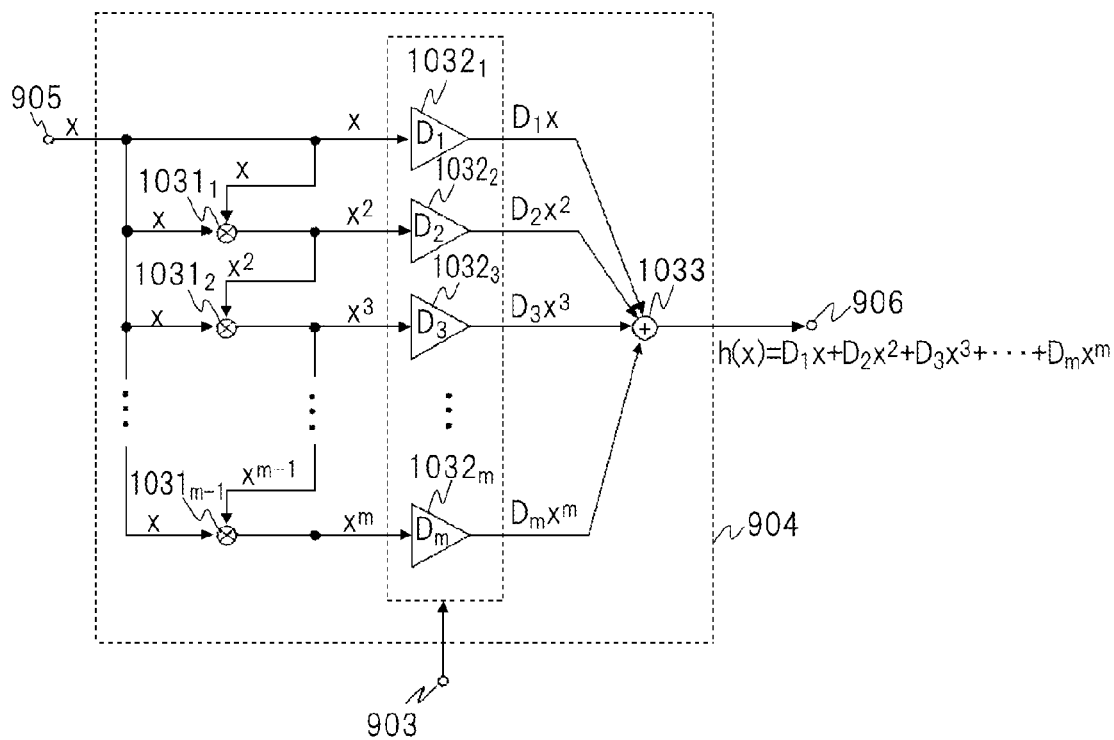 1032₁
905
x
x
D₁
D₁x
x
1031₁
1032₂
x
x²
D₂
D₂x²
x²
1031₂
1032₃
1033
906
x
x³
D₃
D₃x³
+
h(x)=D₁x+D₂x²+D₃x³+‥‥+Dₘxᵐ
xᵐ⁻¹
1031ₘ₋₁
1032ₘ
x
xᵐ
Dₘ
Dₘxᵐ
904
903